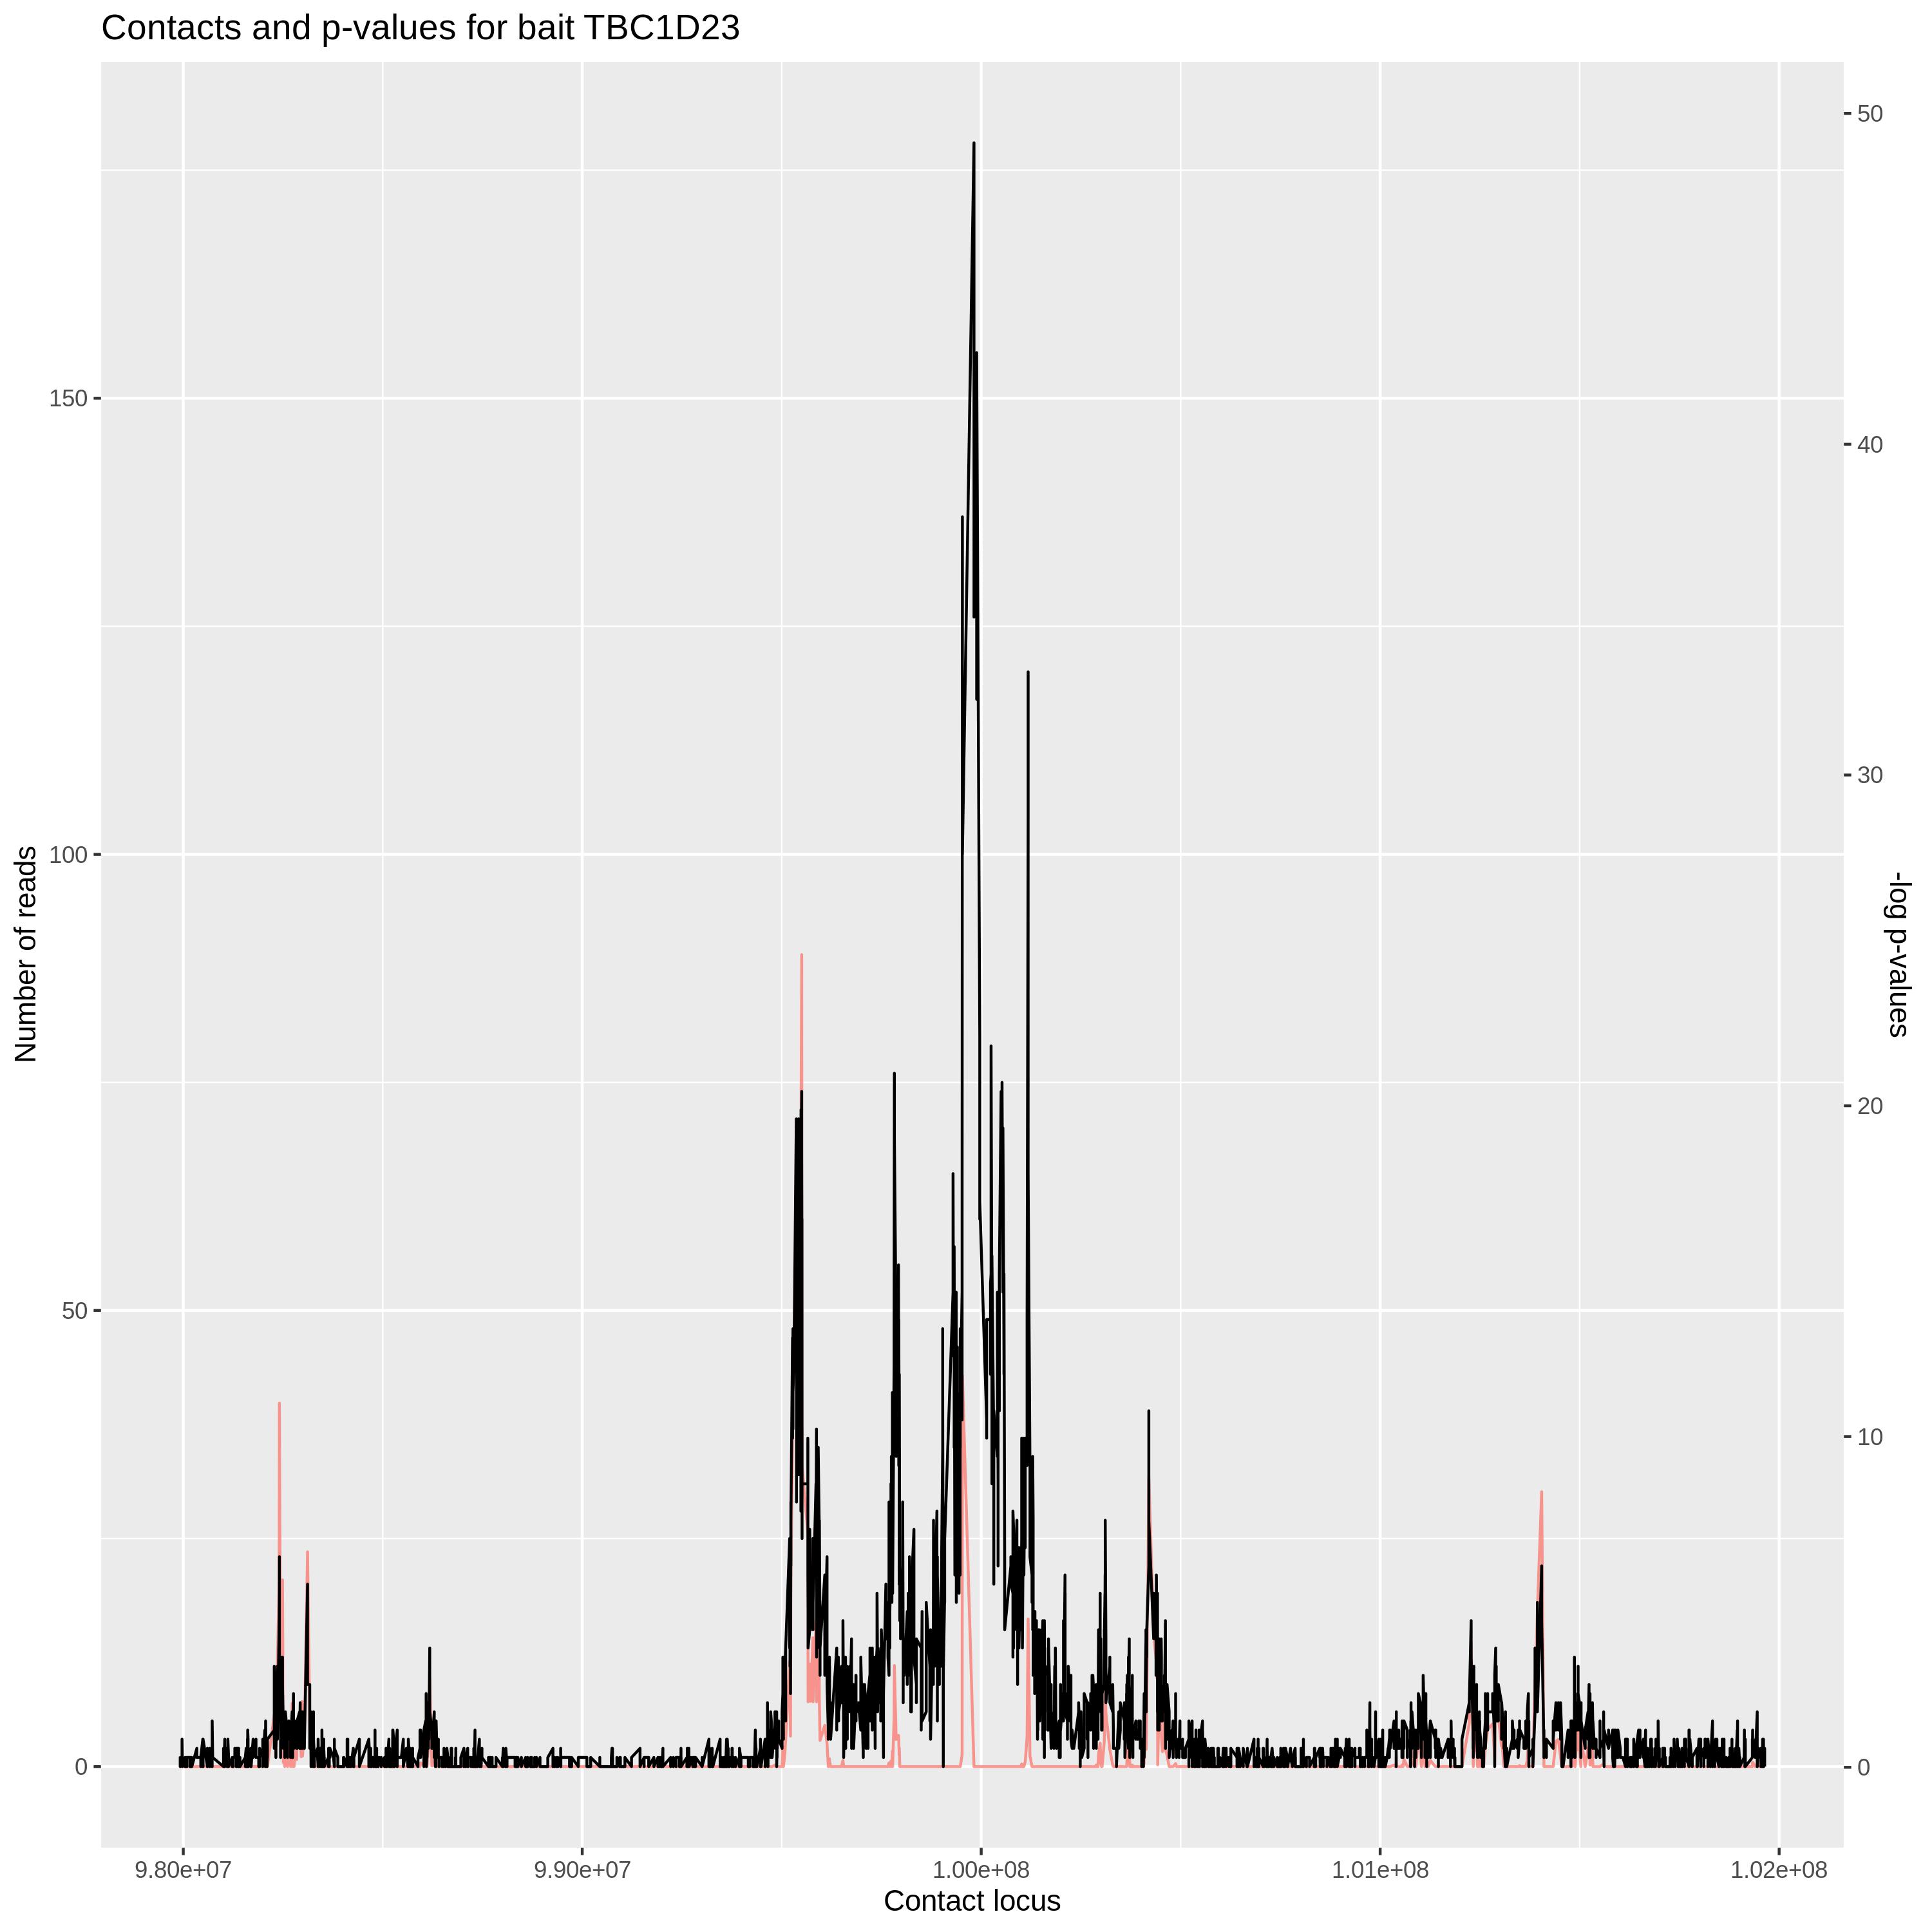 Contacts and p-values for bait TBC1D23
Number of reads
150
100
50
0
50
40
30
20
10
0
-log p-values
9.80e+07
9.90e+07
1.00e+08
1.01e+08
1.02e+08
Contact locus